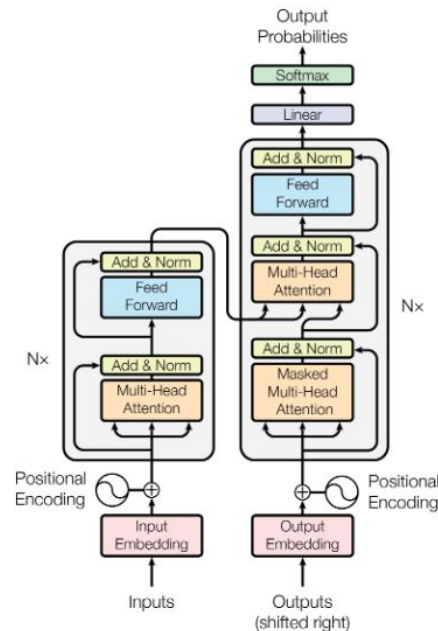 Output
Probabilities
Softmax
Linear
Add & Norm
Feed
Forward
Add & Norm
Multi-Head
Attention
Add & Norm
Masked
Multi-Head
Attention
N×
Add & Norm
Feed
Forward
Add & Norm
Multi-Head
Attention
N×
Positional
Encoding
Positional
Encoding
Input
Embedding
Output
Embedding
Inputs
Outputs
(shifted right)